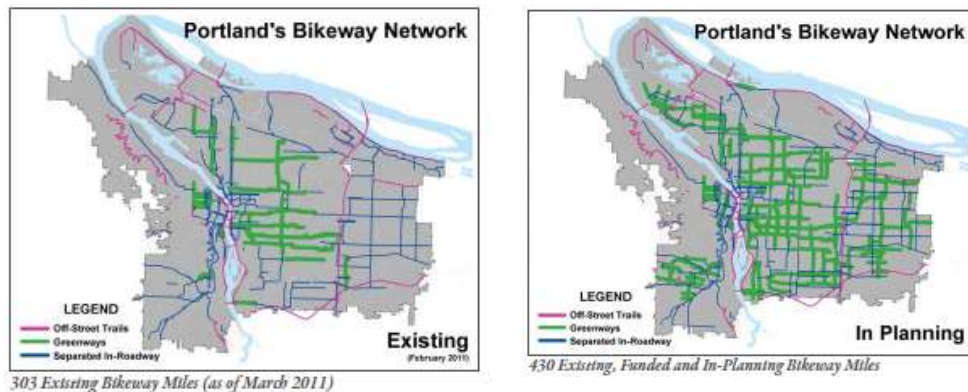 Portland's Bikeway Network
LEGEND
Off-Street Trails
Greenways
Separated In-Roadway
Existing
(February 2011)
303 Existing Bikeway Miles (as of March 2011)
Portland's Bikeway Network
LEGEND
Off-Street Trails
Greenways
Separated In-Roadway
In Planning
430 Existing, Funded and In-Planning Bikeway Miles